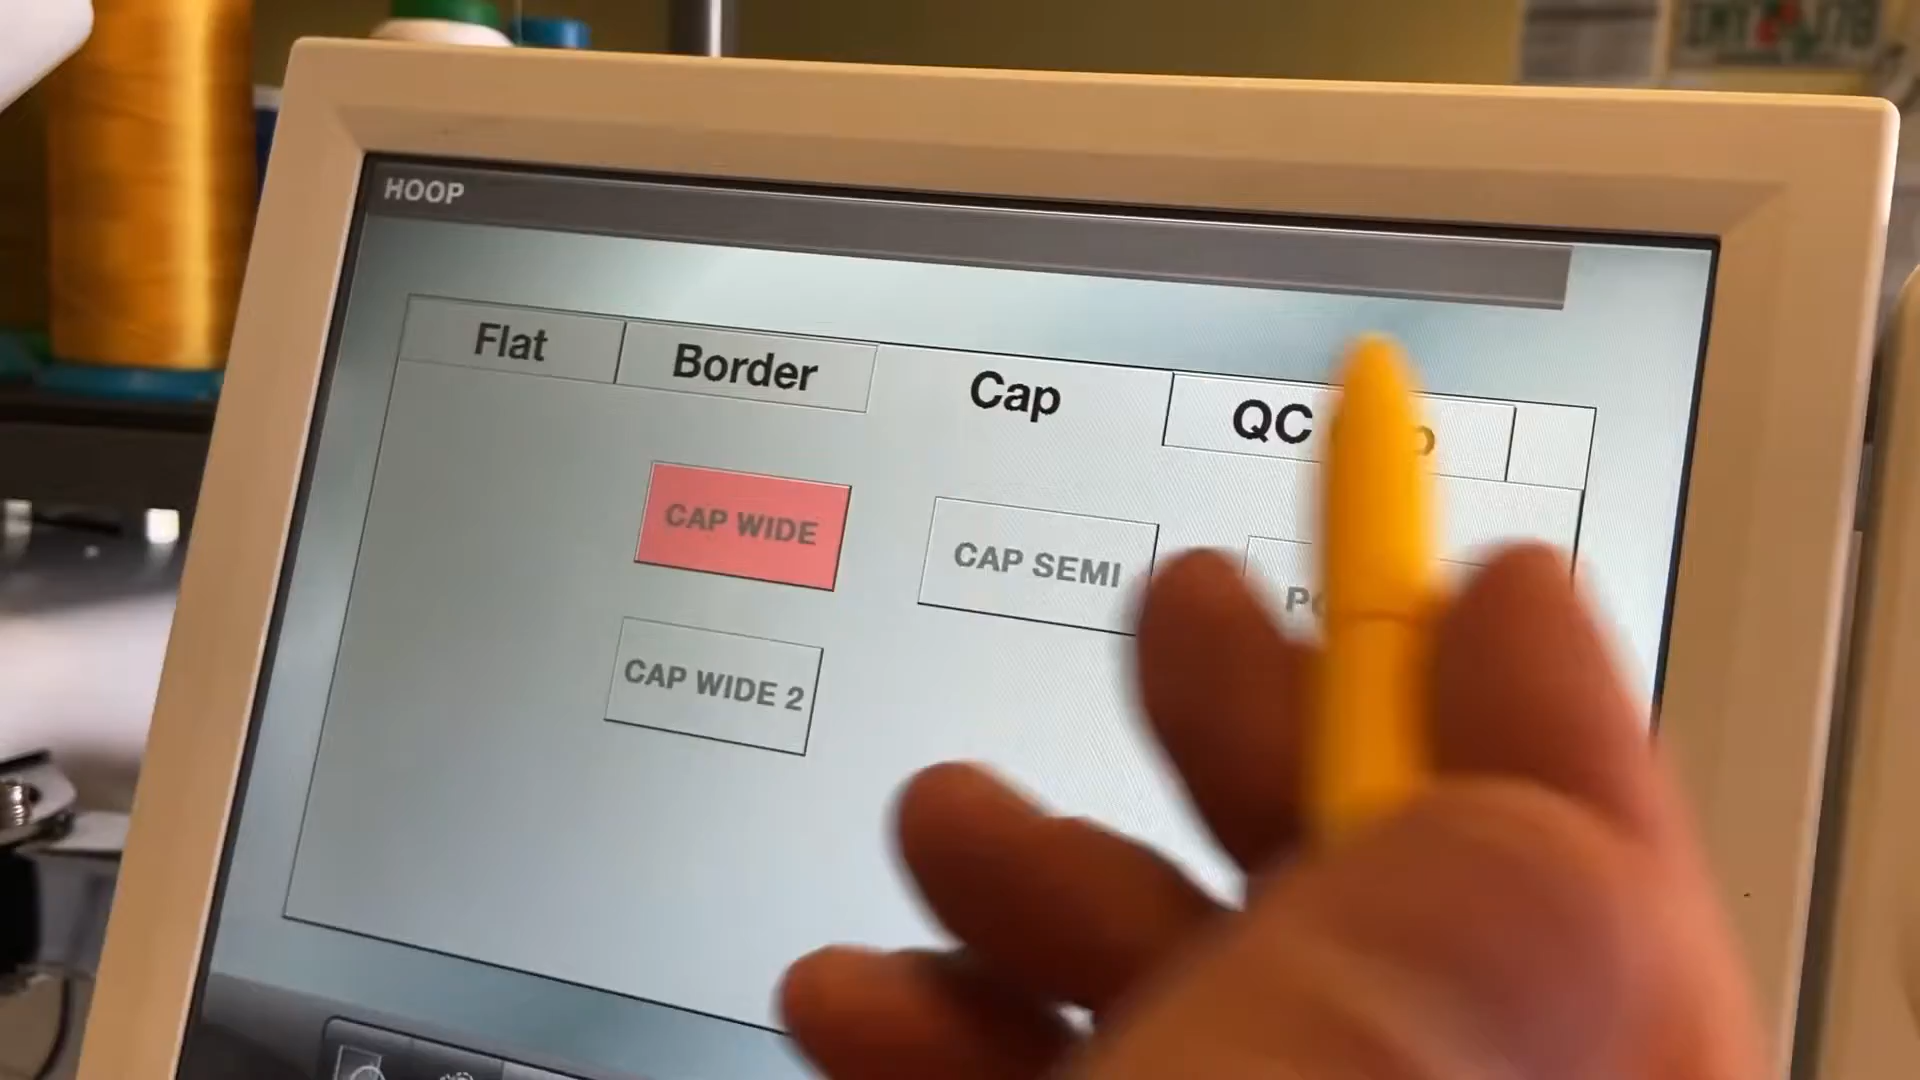 HOOP
Flat
Border
Cap
QC
CAP WIDE
CAP SEMI
CAP WIDE 2